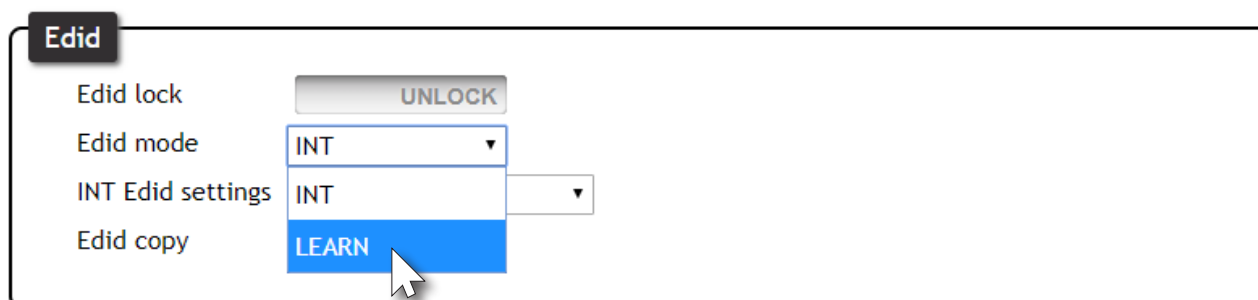 Edid
Edid lock UNLOCK
Edid mode INT
INT Edid settings INT
Edid copy LEARN